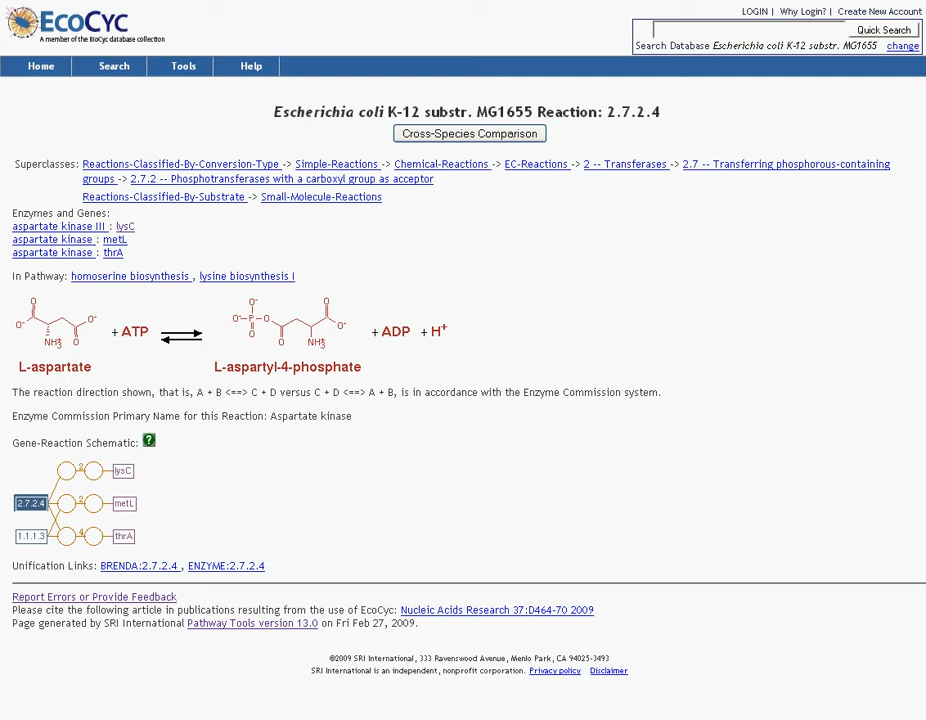 LOGIN | Why Login? | Create New Account
EcoCyc
A member of the BioCyc database collection
Quick Search
Search Database Escherichia coli K-12 substr. MG1655 change
Home Search Tools Help
Escherichia coli K-12 substr. MG1655 Reaction: 2.7.2.4
Cross-Species Comparison
Superclasses: Reactions-Classified-By-Conversion-Type -> Simple-Reactions -> Chemical-Reactions -> EC-Reactions -> 2 -- Transferases -> 2.7 -- Transferring phosphorous-containing
groups -> 2.7.2 -- Phosphotransferases with a carboxyl group as acceptor
Reactions-Classified-By-Substrate -> Small-Molecule-Reactions
Enzymes and Genes:
aspartate kinase III : lysC
aspartate kinase : metL
aspartate kinase : thrA
In Pathway: homoserine biosynthesis , lysine biosynthesis I
O O- O
O- O- O- P O O-
O O O
NH3+ NH3+
+ ATP + ADP + H+
L-aspartate L-aspartyl-4-phosphate
The reaction direction shown, that is, A + B <==> C + D versus C + D <==> A + B, is in accordance with the Enzyme Commission system.
Enzyme Commission Primary Name for this Reaction: Aspartate kinase
Gene-Reaction Schematic: ?
2 lysC
2.7.2.4 2 metL
1.1.1.3 4 thrA
Unification Links: BRENDA:2.7.2.4 , ENZYME:2.7.2.4
Report Errors or Provide Feedback
Please cite the following article in publications resulting from the use of EcoCyc: Nucleic Acids Research 37:D464-70 2009
Page generated by SRI International Pathway Tools version 13.0 on Fri Feb 27, 2009.
©2009 SRI International, 333 Ravenswood Avenue, Menlo Park, CA 94025-3493
SRI International is an independent, nonprofit corporation. Privacy policy Disclaimer